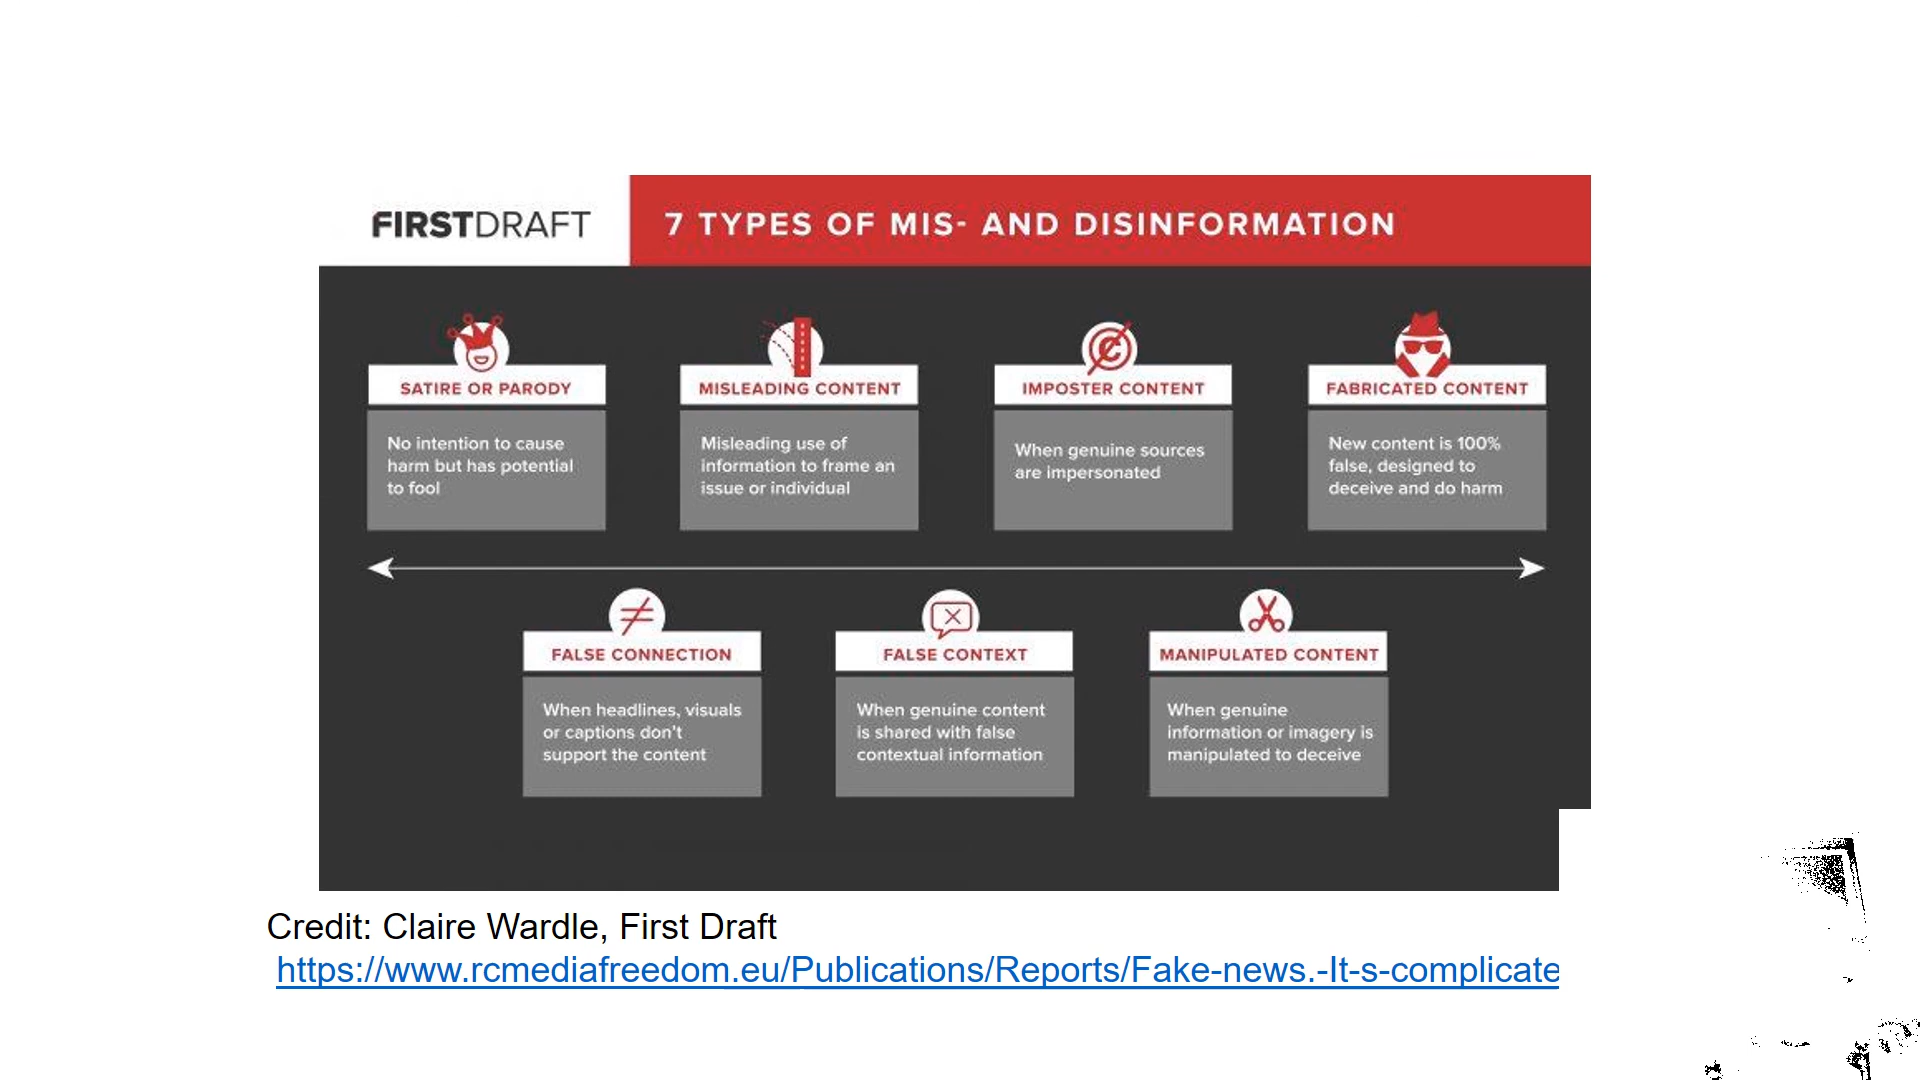 FIRSTDRAFT
7 TYPES OF MIS- AND DISINFORMATION
SATIRE OR PARODY
No intention to cause
harm but has potential
to fool
MISLEADING CONTENT
Misleading use of
information to frame an
issue or individual
IMPOSTER CONTENT
When genuine sources
are impersonated
FABRICATED CONTENT
New content is 100%
false, designed to
deceive and do harm
FALSE CONNECTION
When headlines, visuals
or captions don't
support the content
FALSE CONTEXT
When genuine content
is shared with false
contextual information
MANIPULATED CONTENT
When genuine
information or imagery is
manipulated to deceive
Credit: Claire Wardle, First Draft
https://www.rcmediafreedom.eu/Publications/Reports/Fake-news.-It-s-complicate